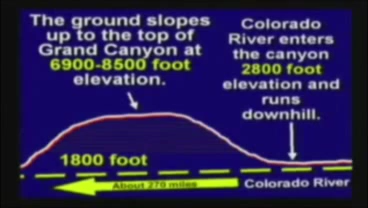 The ground slopes
up to the top of
Grand Canyon at
6900-8500 foot
elevation.
Colorado
River enters
the canyon
2800 foot
elevation and
runs
downhill.
1800 foot
About 270 miles
Colorado River